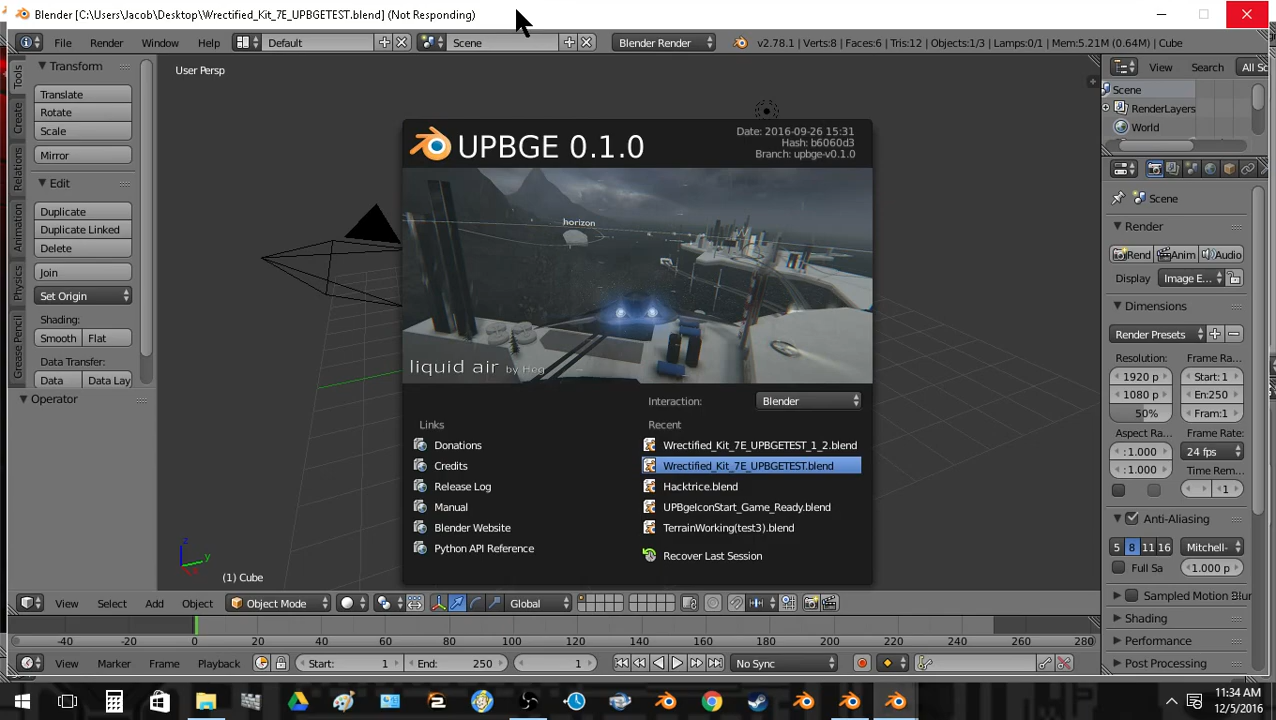 Blender [C:\Users\Jacob\Desktop\Wrectified_Kit_7E_UPBGETEST.blend] (Not Responding)
File Render Window Help Default Scene Blender Render v2.78.1 | Verts:8 | Faces:6 | Tris:12 | Objects:1/3 | Lamps:0/1 | Mem:5.21M (0.64M) | Cube
Tools
Create
Relations
Animation
Physics
Grease Pencil
Transform
Translate
Rotate
Scale
Mirror
Edit
Duplicate
Duplicate Linked
Delete
Join
Set Origin
Shading:
Smooth Flat
Data Transfer:
Data Data Lay
Operator
User Persp
UPBGE 0.1.0
Date: 2016-09-26 15:31
Hash: b6060d3
Branch: upbge-v0.1.0
horizon
liquid air by Hog
Interaction: Blender
Links
Donations
Credits
Release Log
Manual
Blender Website
Python API Reference
Recent
Wrectified_Kit_7E_UPBGETEST_1_2.blend
Wrectified_Kit_7E_UPBGETEST.blend
Hacktrice.blend
UPBgeIconStart_Game_Ready.blend
TerrainWorking(test3).blend
Recover Last Session
z
y
(1) Cube
View Select Add Object Object Mode Global
-40 -20 0 20 40 60 80 100 120 140 160 180 200 220 240 260 280
View Marker Frame Playback Start: 1 End: 250 1 No Sync
View Search All Sc
Scene
RenderLayers
World
Scene
Render
Rend Anim Audio
Display Image E...
Dimensions
Render Presets
Resolution: Frame Ra...
1920 p Start: 1
1080 p En:250
50% Fram:1
Aspect Ra... Frame Rate:
: 1.000 24 fps
: 1.000 Time Rem...
1
Anti-Aliasing
5 8 11 16 Mitchell-
Full Sa 1.000 p
Sampled Motion Blur
Shading
Performance
Post Processing
11:34 AM
12/5/2016